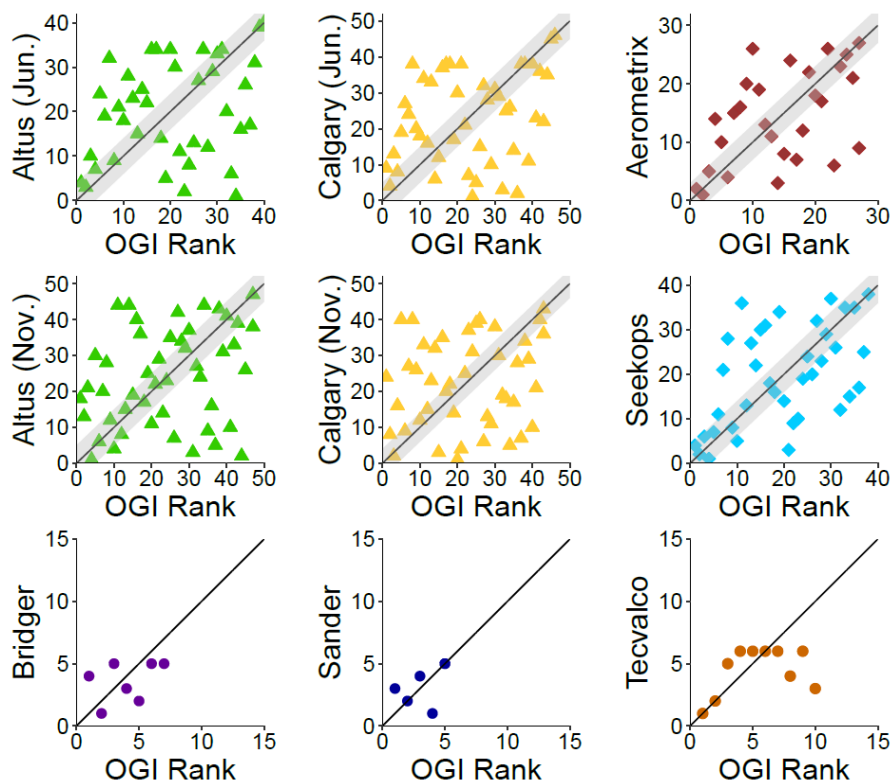 Altus (Jun.)
40
30
20
10
0
0 10 20 30 40
OGI Rank
Calgary (Jun.)
50
40
30
20
10
0
0 10 20 30 40 50
OGI Rank
Aerometrix
30
20
10
0
0 10 20 30
OGI Rank
Altus (Nov.)
50
40
30
20
10
0
0 10 20 30 40 50
OGI Rank
Calgary (Nov.)
50
40
30
20
10
0
0 10 20 30 40 50
OGI Rank
Seekops
40
30
20
10
0
0 10 20 30 40
OGI Rank
Bridger
15
10
5
0
0 5 10 15
OGI Rank
Sander
15
10
5
0
0 5 10 15
OGI Rank
Tecvalco
15
10
5
0
0 5 10 15
OGI Rank